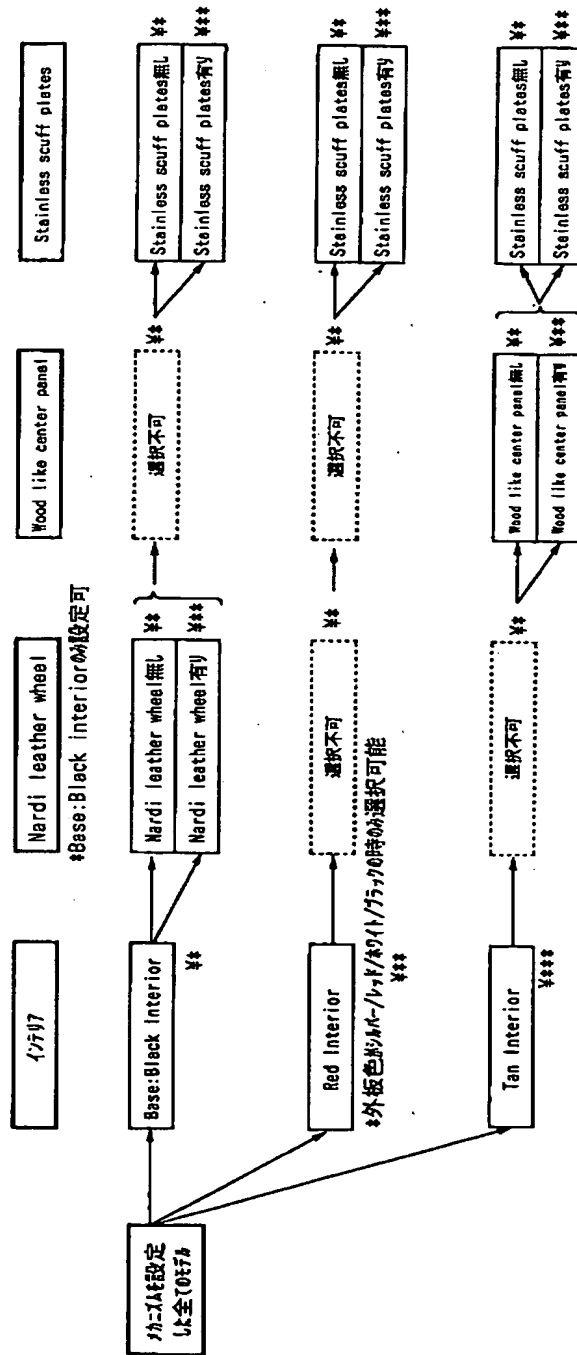 インテリア
Nardi leather wheel
*Base:Black interiorのみ設定可
Wood like center panel
Stainless scuff plates
メカニズムを設定
した全てのモデル
Base:Black Interior
¥**
Nardi leather wheel無し
¥**
Nardi leather wheel有り
¥***
選択不可
¥**
Stainless scuff plates無し
¥**
Stainless scuff plates有り
¥***
Red Interior
*外板色がシルバー/レッド/ホワイト/ブラックの時のみ選択可能
¥***
選択不可
¥**
選択不可
¥**
Stainless scuff plates無し
¥**
Stainless scuff plates有り
¥***
Tan Interior
¥***
選択不可
¥**
Wood like center panel無し
¥**
Wood like center panel有り
¥***
Stainless scuff plates無し
¥**
Stainless scuff plates有り
¥***